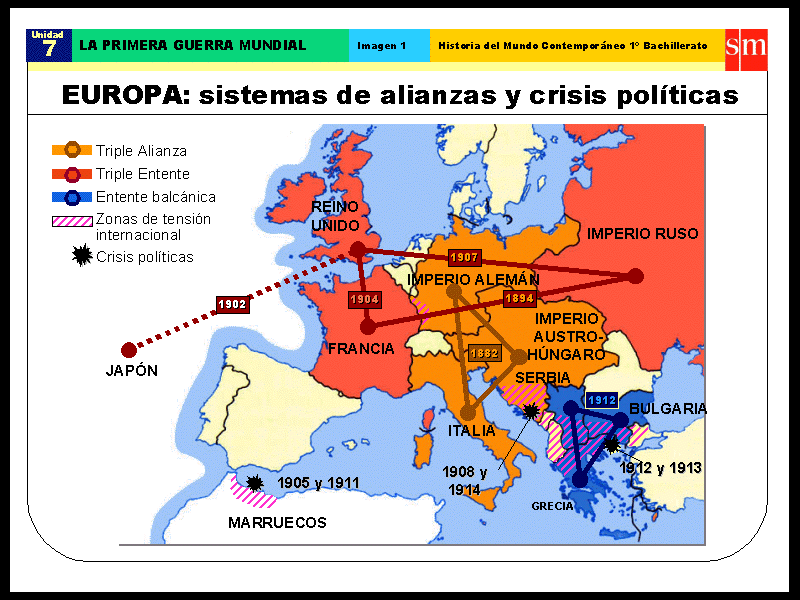 Unidad
7
LA PRIMERA GUERRA MUNDIAL
Imagen 1
Historia del Mundo Contemporáneo 1º Bachillerato
sm
EUROPA: sistemas de alianzas y crisis políticas
Triple Alianza
Triple Entente
Entente balcánica
Zonas de tensión
internacional
Crisis políticas
REINO
UNIDO
IMPERIO RUSO
1907
IMPERIO ALEMÁN
1902
1904
1894
IMPERIO
AUSTRO-
HÚNGARO
FRANCIA
1882
JAPÓN
SERBIA
1912
BULGARIA
ITALIA
1908 y
1914
1912 y 1913
1905 y 1911
GRECIA
MARRUECOS